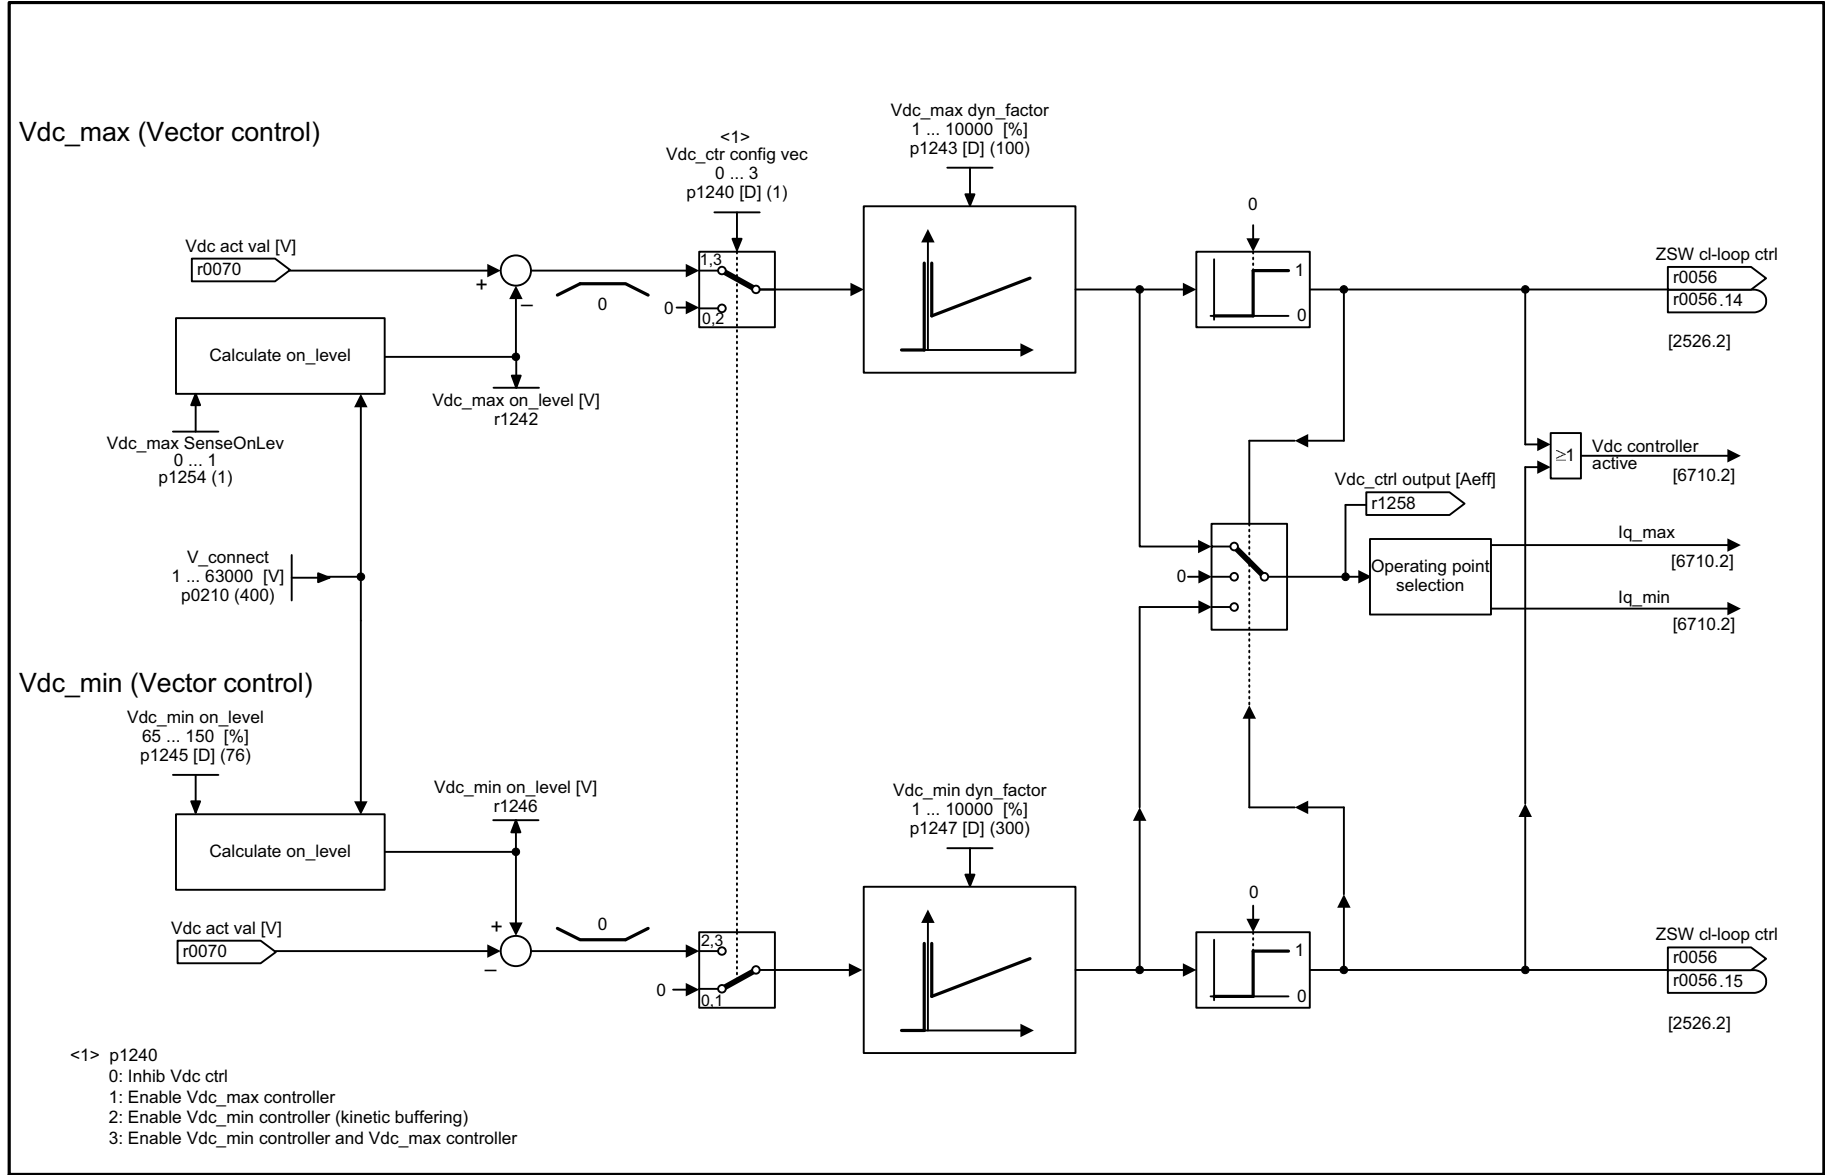 Vdc_max (Vector control)
Vdc_max dyn_factor
1 ... 10000 [%]
p1243 [D] (100)
<1>
Vdc_ctr config vec
0 ... 3
p1240 [D] (1)
0
Vdc act val [V]
r0070
+
–
0
1,3
0
0,2
1
0
ZSW cl-loop ctrl
r0056
r0056.14
[2526.2]
Calculate on_level
Vdc_max on_level [V]
r1242
Vdc_max SenseOnLev
0 ... 1
p1254 (1)
≥1
Vdc controller
active
[6710.2]
Vdc_ctrl output [Aeff]
r1258
V_connect
1 ... 63000 [V]
p0210 (400)
0
Operating point
selection
Iq_max
[6710.2]
Iq_min
[6710.2]
Vdc_min (Vector control)
Vdc_min on_level
65 ... 150 [%]
p1245 [D] (76)
Vdc_min on_level [V]
r1246
Vdc_min dyn_factor
1 ... 10000 [%]
p1247 [D] (300)
Calculate on_level
0
Vdc act val [V]
r0070
+
–
0
2,3
0
0,1
1
0
ZSW cl-loop ctrl
r0056
r0056.15
[2526.2]
<1> p1240
0: Inhib Vdc ctrl
1: Enable Vdc_max controller
2: Enable Vdc_min controller (kinetic buffering)
3: Enable Vdc_min controller and Vdc_max controller